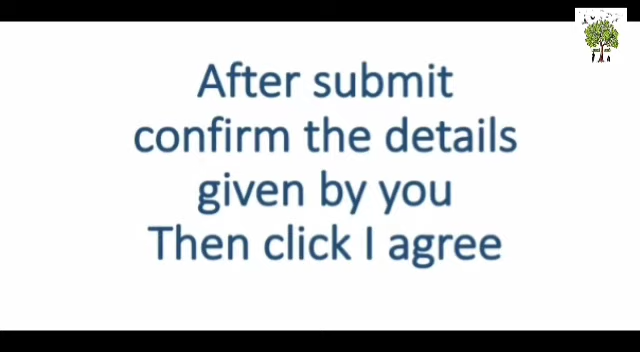 After submit
confirm the details
given by you
Then click I agree